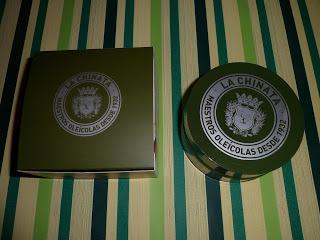 LA CHINATA
MAESTROS OLEÍCOLAS DESDE 1932
LA CHINATA
MAESTROS OLEÍCOLAS DESDE 1932